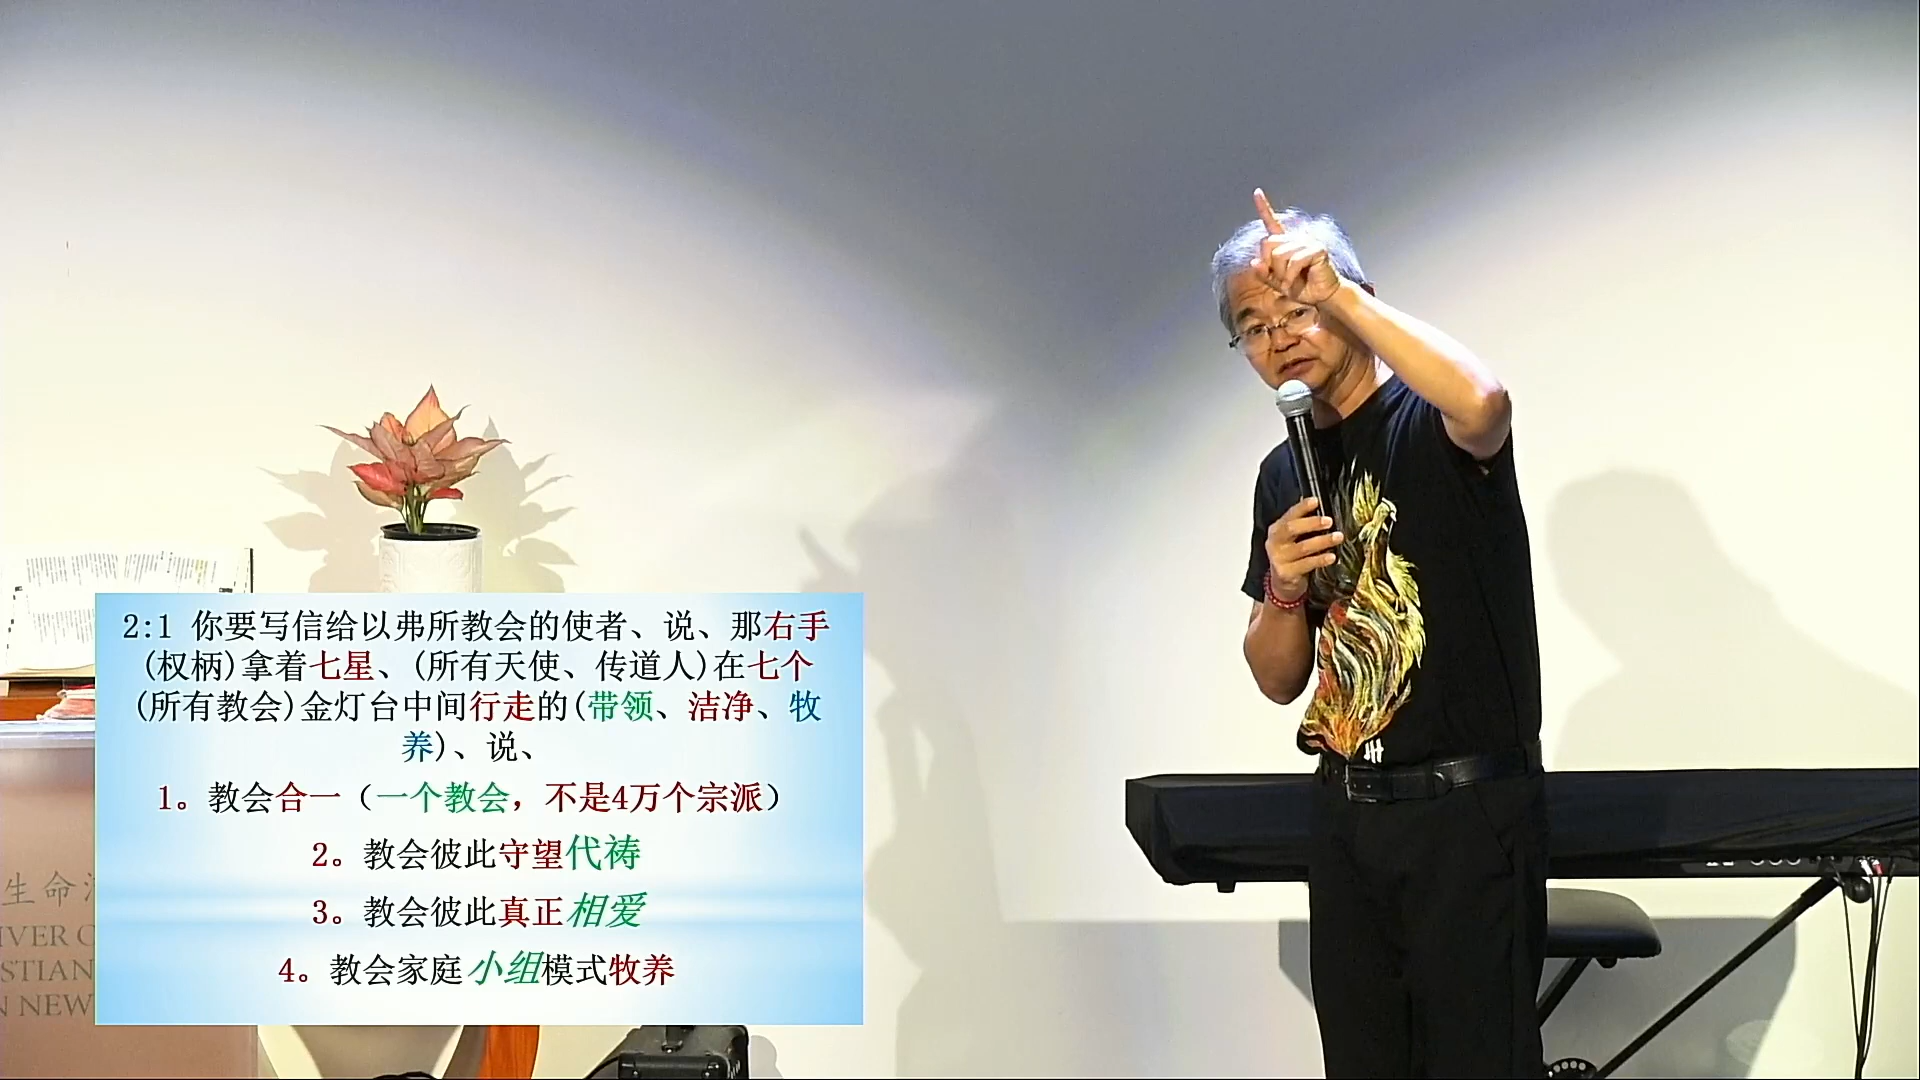 2:1 你要写信给以弗所教会的使者、说、那右手
(权柄)拿着七星、(所有天使、传道人)在七个
(所有教会)金灯台中间行走的(带领、洁净、牧
养)、说、
1。教会合一（一个教会，不是4万个宗派）
2。教会彼此守望代祷
3。教会彼此真正相爱
4。教会家庭小组模式牧养
生命
IVER
STIAN
NEW